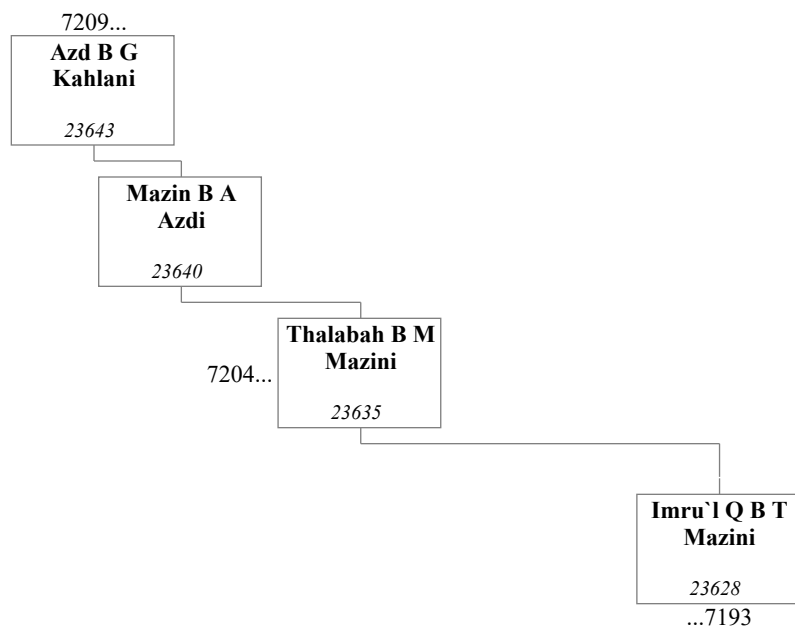 7209...
Azd B G
Kahlani
23643
Mazin B A
Azdi
23640
Thalabah B M
Mazini
7204...
23635
Imru`l Q B T
Mazini
23628
...7193